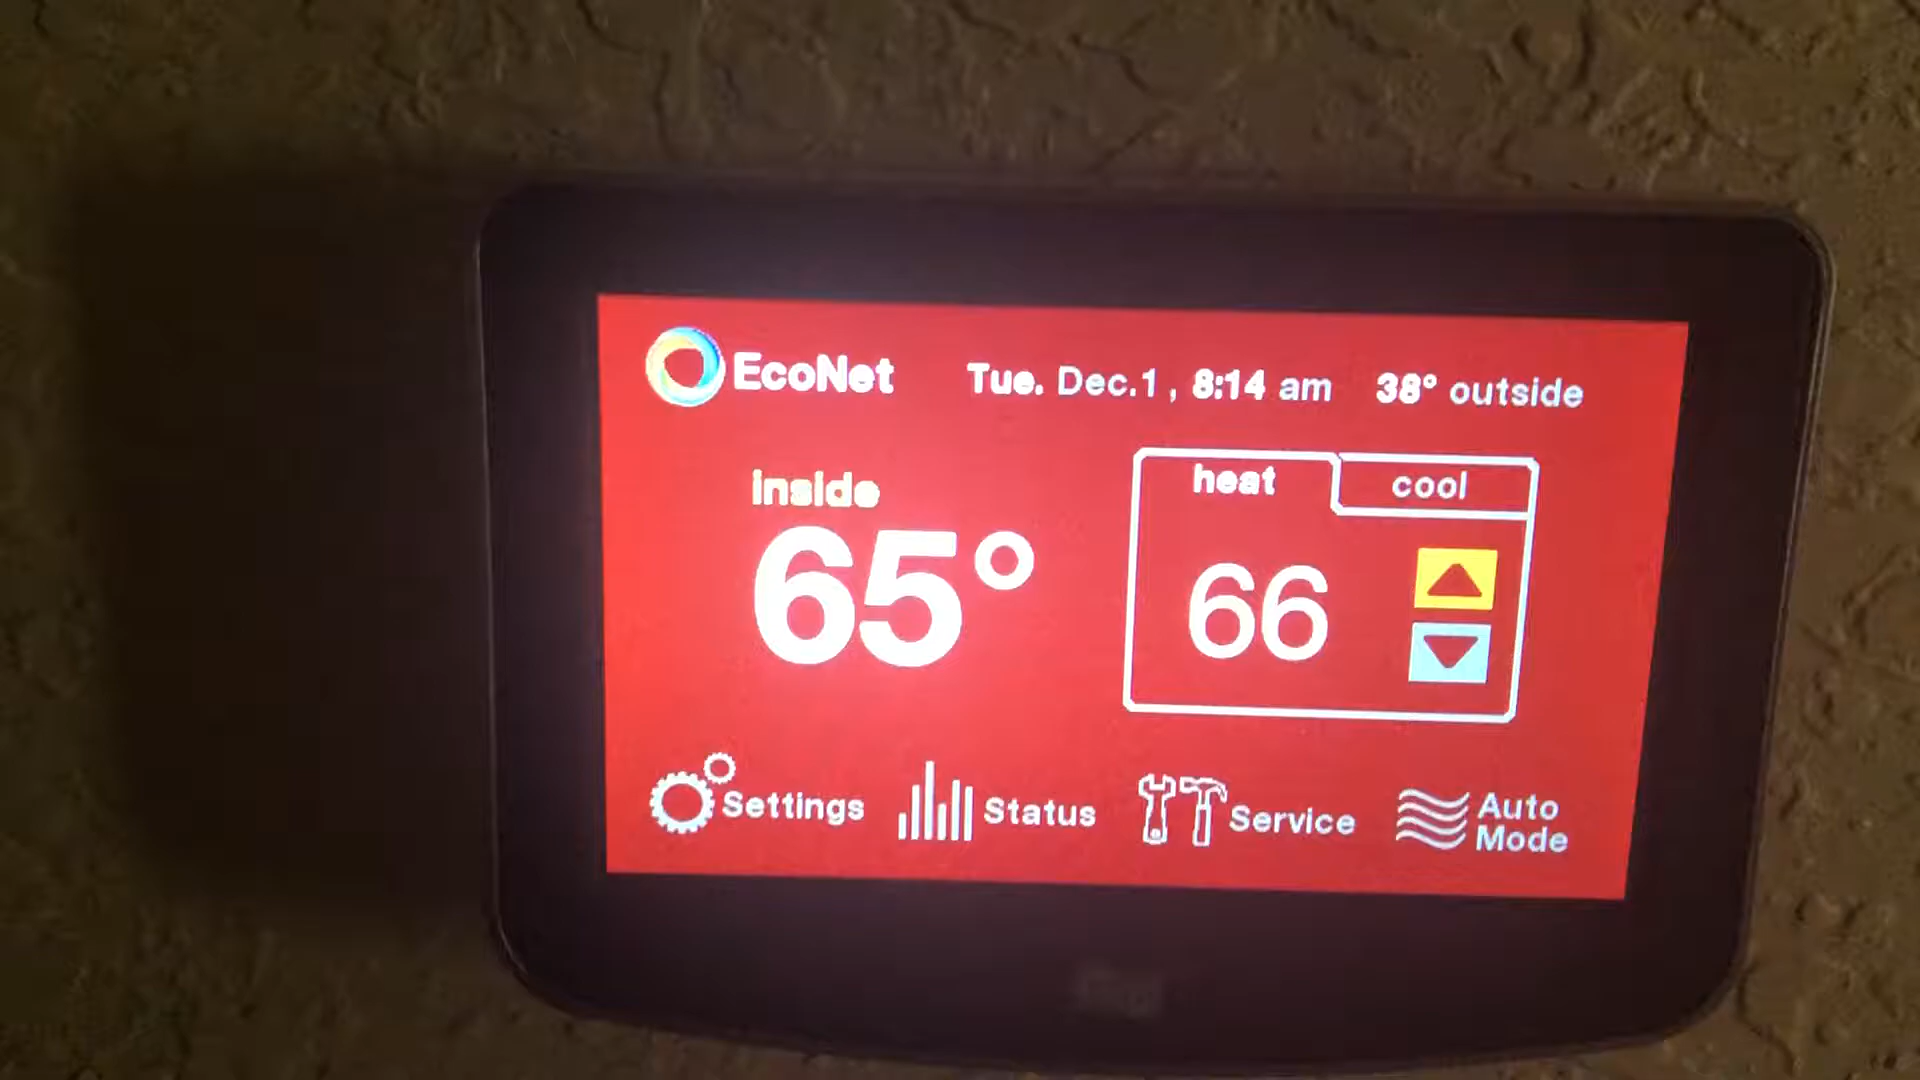 EcoNet Tue. Dec.1, 8:14 am 38° outside
inside
65°
heat cool
66
Settings Status Service Auto Mode